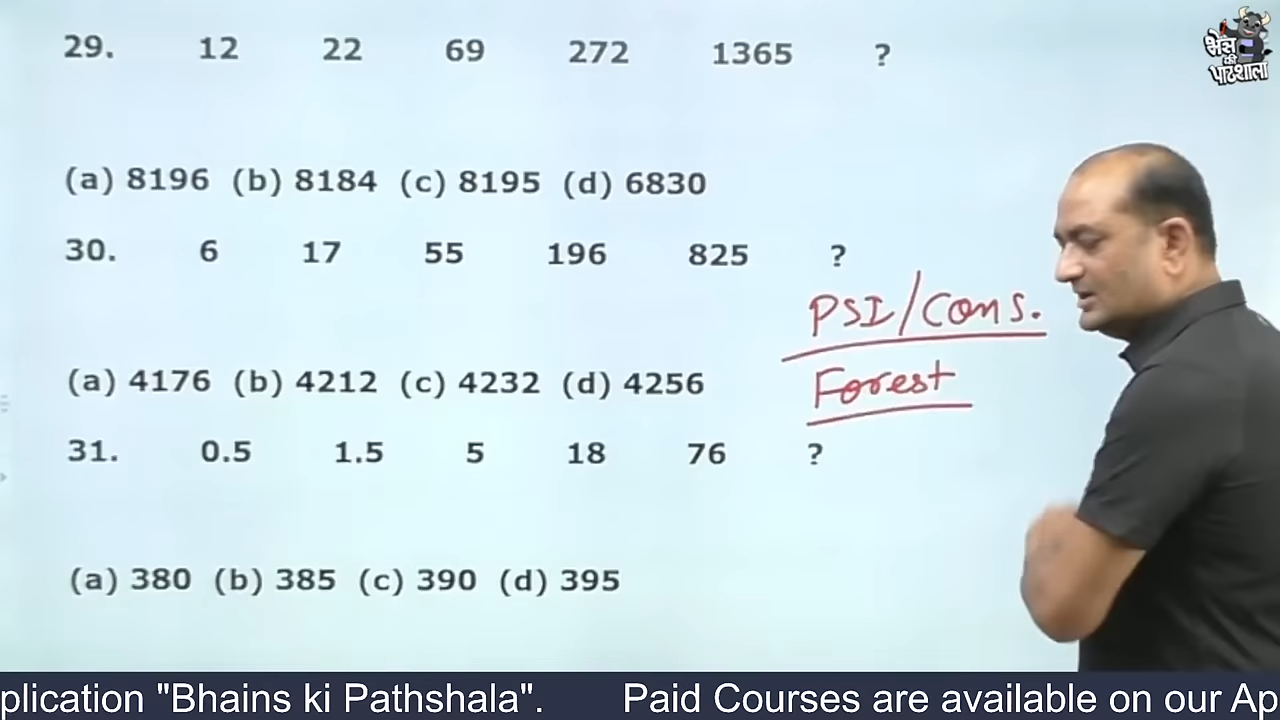 29. 12 22 69 272 1365 ?
भैंस
की
पाठशाला
(a) 8196 (b) 8184 (c) 8195 (d) 6830
30. 6 17 55 196 825 ?
PSI/Cons.
Forest
(a) 4176 (b) 4212 (c) 4232 (d) 4256
31. 0.5 1.5 5 18 76 ?
(a) 380 (b) 385 (c) 390 (d) 395
plication "Bhains ki Pathshala". Paid Courses are available on our Ap